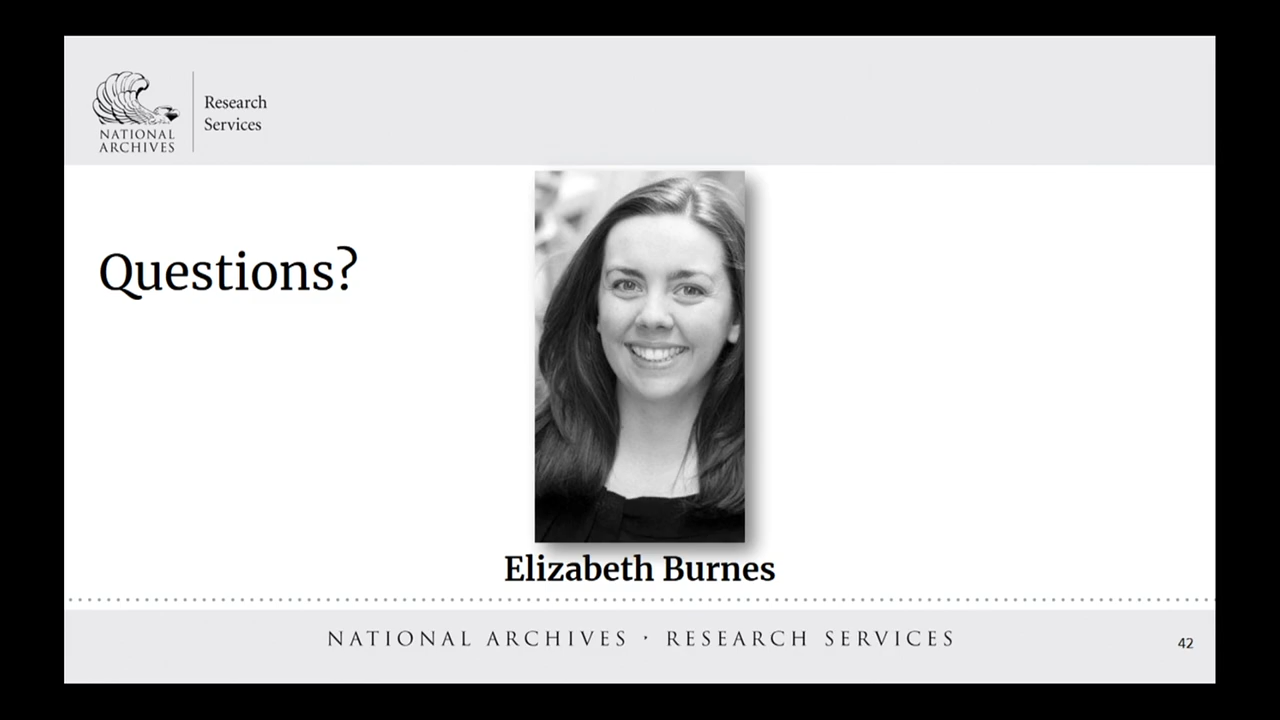 NATIONAL
ARCHIVES
Research
Services
Questions?
Elizabeth Burnes
NATIONAL ARCHIVES · RESEARCH SERVICES
42